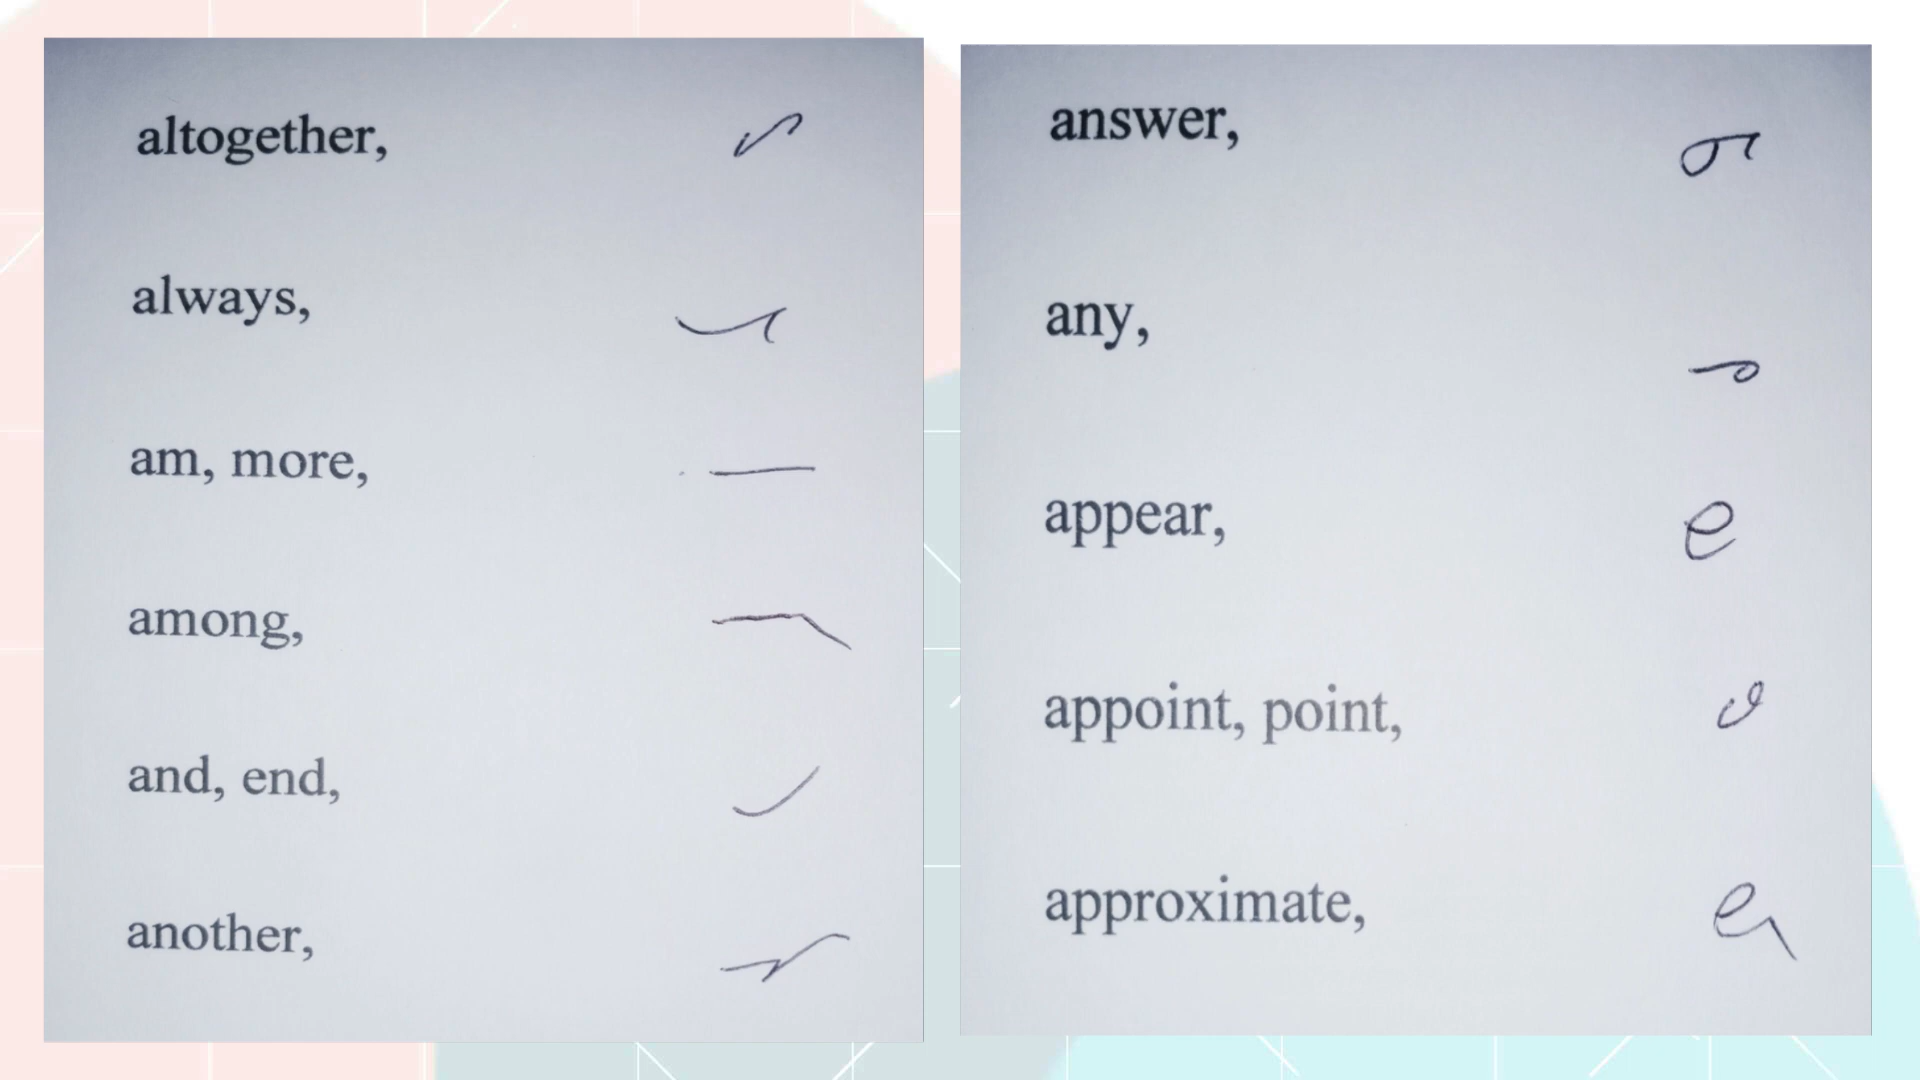 altogether,
always,
am, more,
among,
and, end,
another,
answer,
any,
appear,
appoint, point,
approximate,